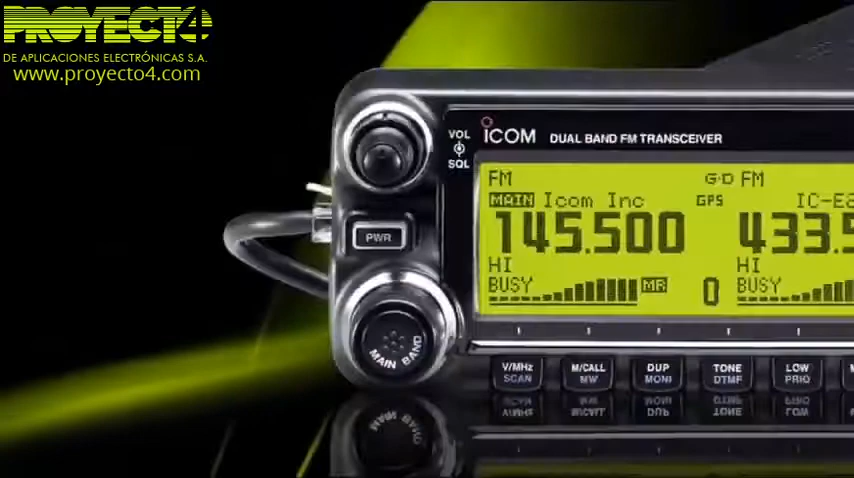 PROYECTO4
DE APLICACIONES ELECTRÓNICAS S.A.
www.proyecto4.com
VOL
SQL
ICOM DUAL BAND FM TRANSCEIVER
FM G-D FM
MAIN Icom Inc GPS
145.500
433.5
HI HI
BUSY MR 0 BUSY
PWR
MAIN BAND
V/MHz M/CALL DUP TONE LOW
SCAN MW MONI DTMF PRIO